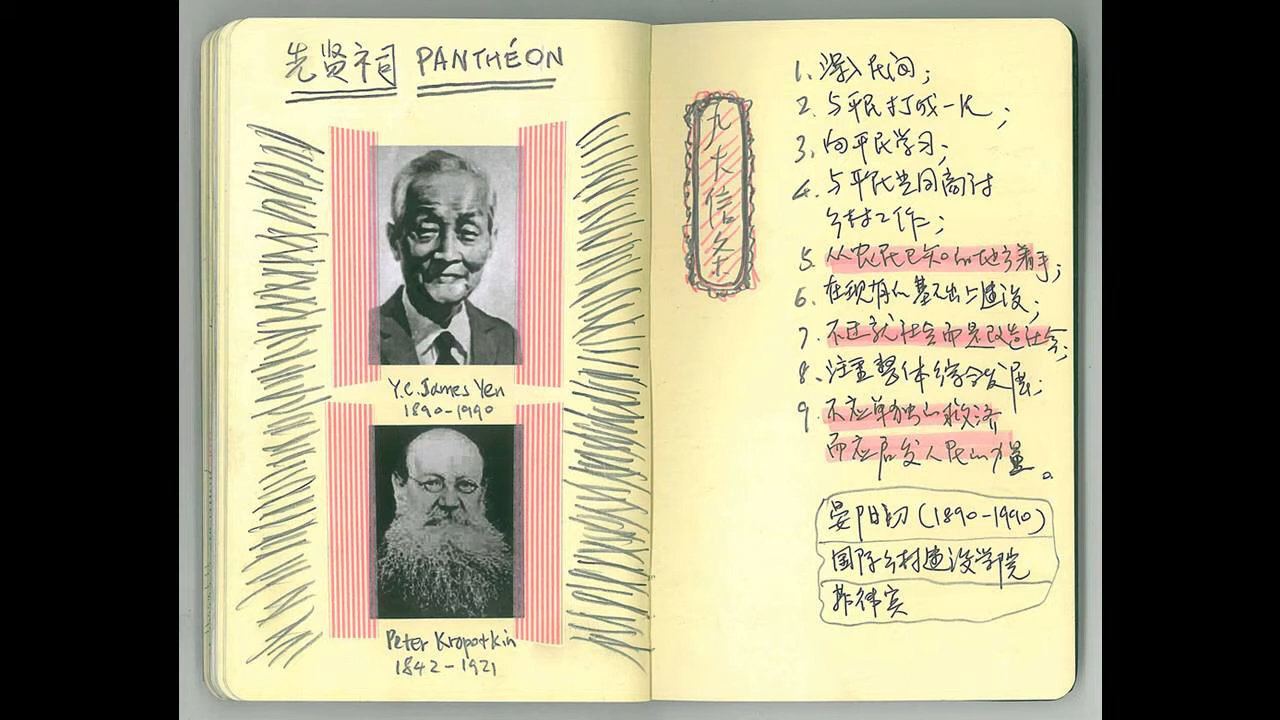 先贤祠 PANTHÉON
Y.C. James Yen
1890-1990
Peter Kropotkin
1842-1921
九大信条
1. 深入民间;
2. 与平民打成一片;
3. 向平民学习;
4. 与平民共同商讨
乡村工作;
5. 从农民已知的地方着手;
6. 在现有的基础上建设;
7. 不迁就社会而是改造社会;
8. 注重整体综合发展;
9. 不应单独的救济
而应启发人民的力量。
晏阳初 (1890-1990)
国际乡村建设学院
菲律宾